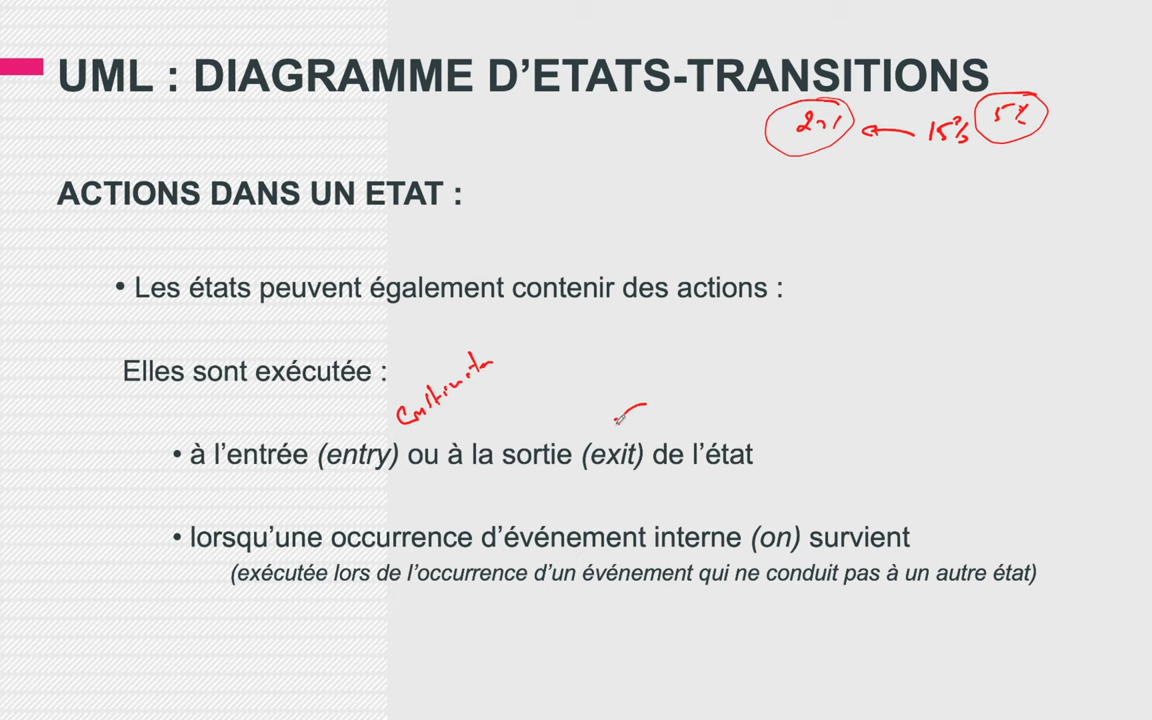 UML : DIAGRAMME D’ETATS-TRANSITIONS
15% 5%
ACTIONS DANS UN ETAT :
• Les états peuvent également contenir des actions :
Elles sont exécutée :
• à l’entrée (entry) ou à la sortie (exit) de l’état
• lorsqu’une occurrence d’événement interne (on) survient
(exécutée lors de l’occurrence d’un événement qui ne conduit pas à un autre état)